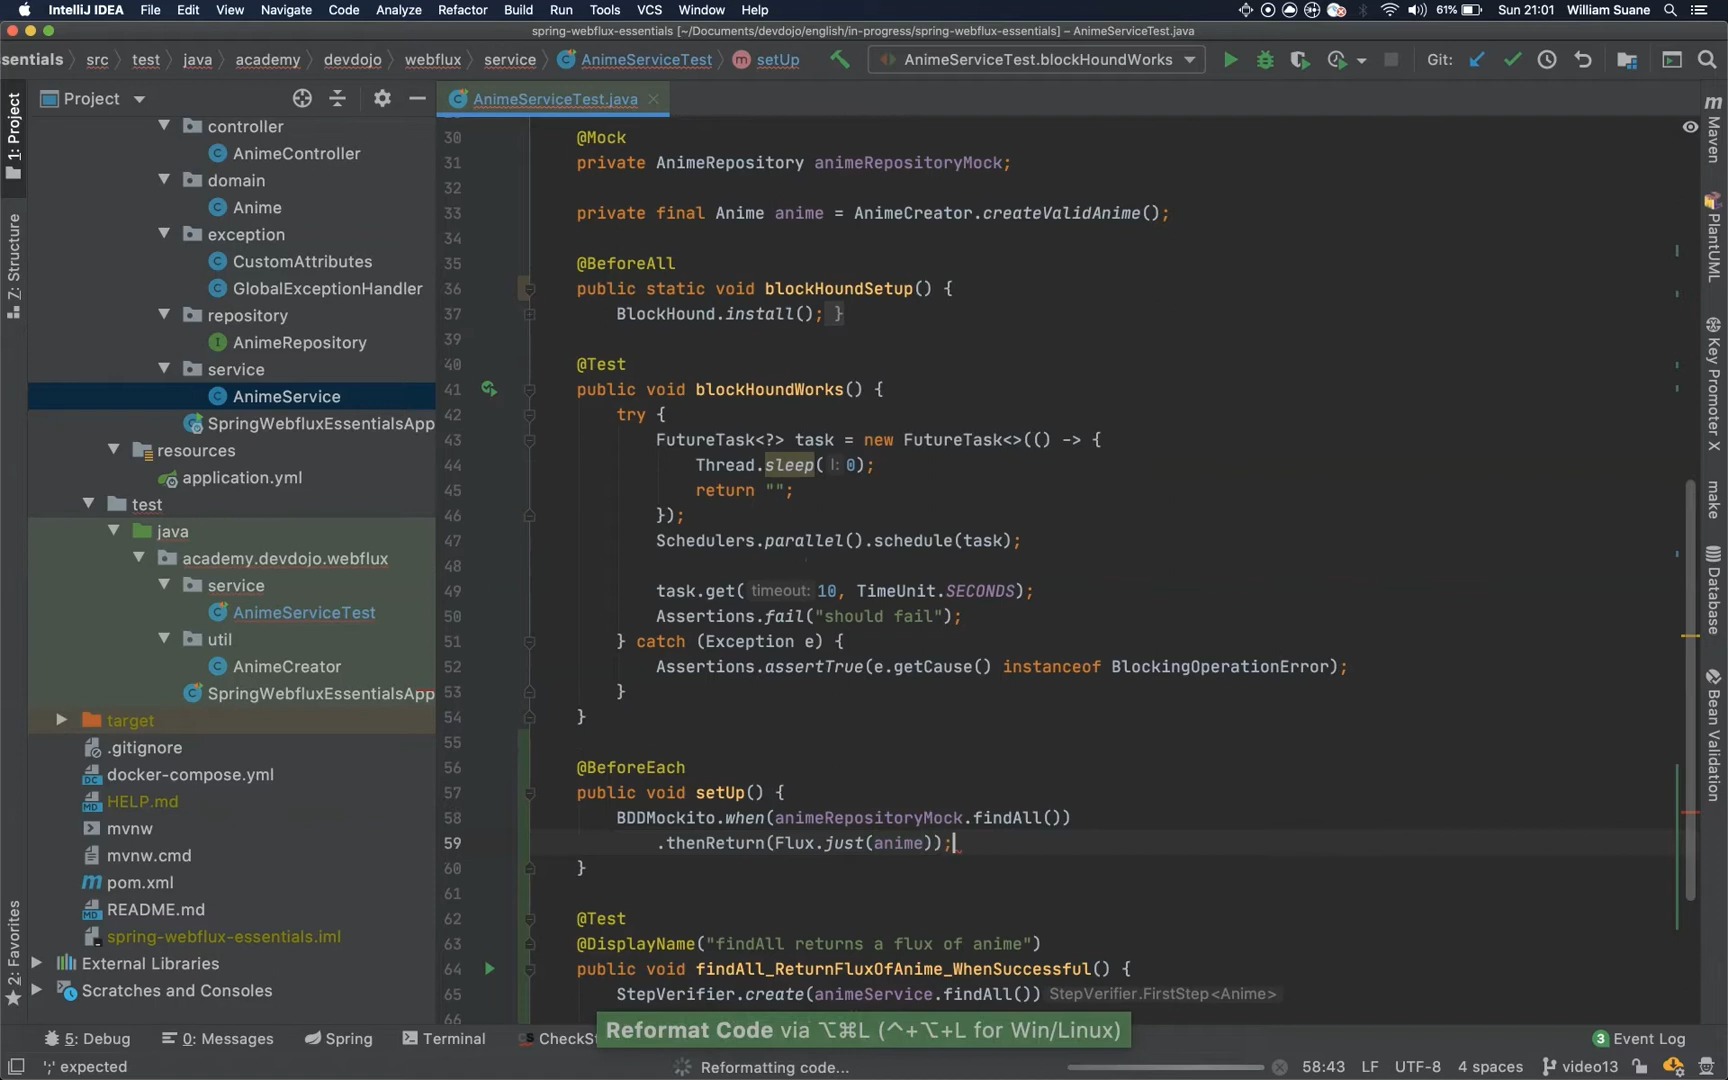 IntelliJ IDEA File Edit View Navigate Code Analyze Refactor Build Run Tools VCS Window Help 61% Sun 21:01 William Suane
spring-webflux-essentials [~/Documents/devdojo/english/in-progress/spring-webflux-essentials] – AnimeServiceTest.java
ssentials src test java academy devdojo webflux service AnimeServiceTest setUp AnimeServiceTest.blockHoundWorks Git:
Project
AnimeServiceTest.java
1: Project
7: Structure
2: Favorites
controller
AnimeController
domain
Anime
exception
CustomAttributes
GlobalExceptionHandler
repository
AnimeRepository
service
AnimeService
SpringWebfluxEssentialsApp
resources
application.yml
test
java
academy.devdojo.webflux
service
AnimeServiceTest
util
AnimeCreator
SpringWebfluxEssentialsApp
target
.gitignore
docker-compose.yml
HELP.md
mvnw
mvnw.cmd
pom.xml
README.md
spring-webflux-essentials.iml
External Libraries
Scratches and Consoles
30 @Mock
31 private AnimeRepository animeRepositoryMock;
32
33 private final Anime anime = AnimeCreator.createValidAnime();
34
35 @BeforeAll
36 public static void blockHoundSetup() {
37 BlockHound.install(); }
39
40 @Test
41 public void blockHoundWorks() {
42 try {
43 FutureTask<?> task = new FutureTask<>(() -> {
44 Thread.sleep( l: 0);
45 return "";
46 });
47 Schedulers.parallel().schedule(task);
48
49 task.get( timeout: 10, TimeUnit.SECONDS);
50 Assertions.fail("should fail");
51 } catch (Exception e) {
52 Assertions.assertTrue(e.getCause() instanceof BlockingOperationError);
53 }
54 }
55
56 @BeforeEach
57 public void setUp() {
58 BDDMockito.when(animeRepositoryMock.findAll())
59 .thenReturn(Flux.just(anime));
60 }
61
62 @Test
63 @DisplayName("findAll returns a flux of anime")
64 public void findAll_ReturnFluxOfAnime_WhenSuccessful() {
65 StepVerifier.create(animeService.findAll()) StepVerifier.FirstStep<Anime>
66
Reformat Code via ⌥⌘L (^+⌥+L for Win/Linux)
Maven
PlantUML
Key Promoter X
make
Database
Bean Validation
5: Debug 0: Messages Spring Terminal CheckSt 3 Event Log
';' expected Reformatting code... 58:43 LF UTF-8 4 spaces video13